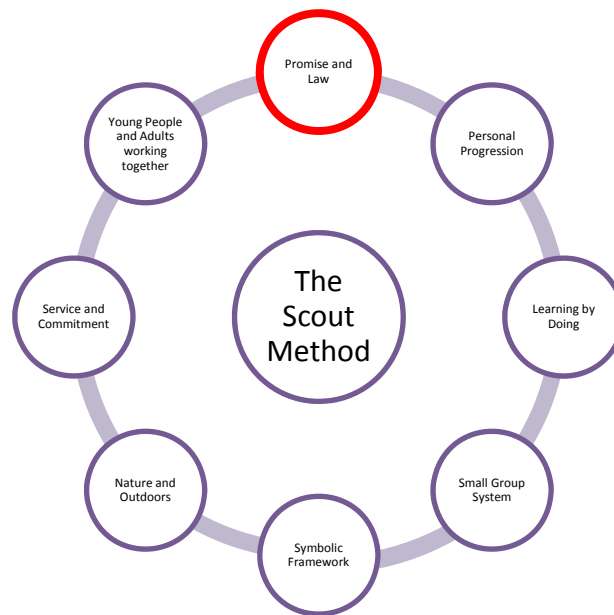 Promise and
Law
Personal
Progression
Learning by
Doing
Small Group
System
Symbolic
Framework
Nature and
Outdoors
Service and
Commitment
Young People
and Adults
working
together
The
Scout
Method